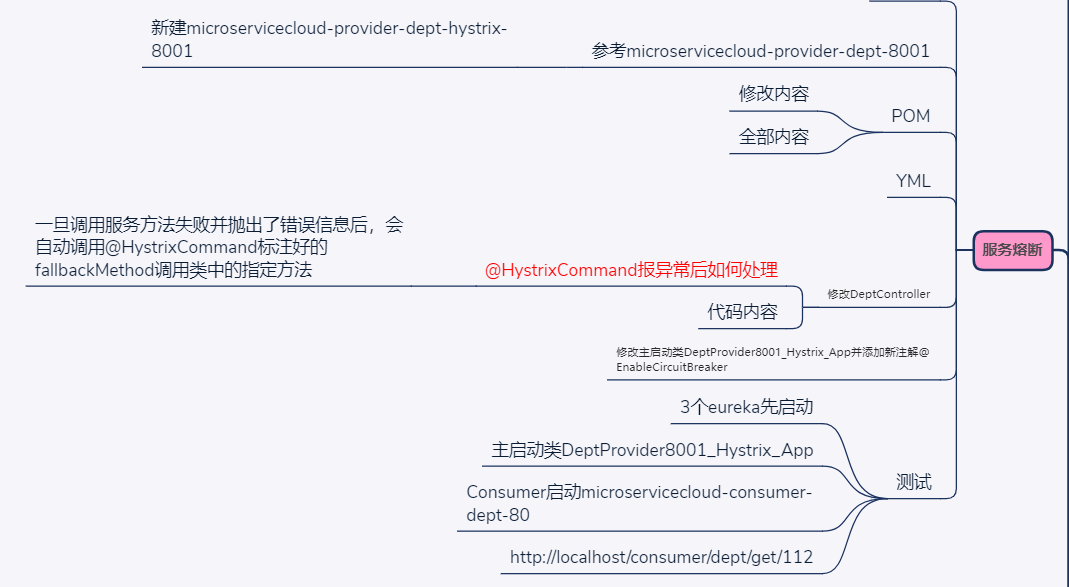 新建microservicecloud-provider-dept-hystrix-
8001
参考microservicecloud-provider-dept-8001
修改内容
POM
全部内容
YML
一旦调用服务方法失败并抛出了错误信息后，会
自动调用@HystrixCommand标注好的
fallbackMethod调用类中的指定方法
服务熔断
@HystrixCommand报异常后如何处理
修改DeptController
代码内容
修改主启动类DeptProvider8001_Hystrix_App并添加新注解@
EnableCircuitBreaker
3个eureka先启动
主启动类DeptProvider8001_Hystrix_App
测试
Consumer启动microservicecloud-consumer-
dept-80
http://localhost/consumer/dept/get/112